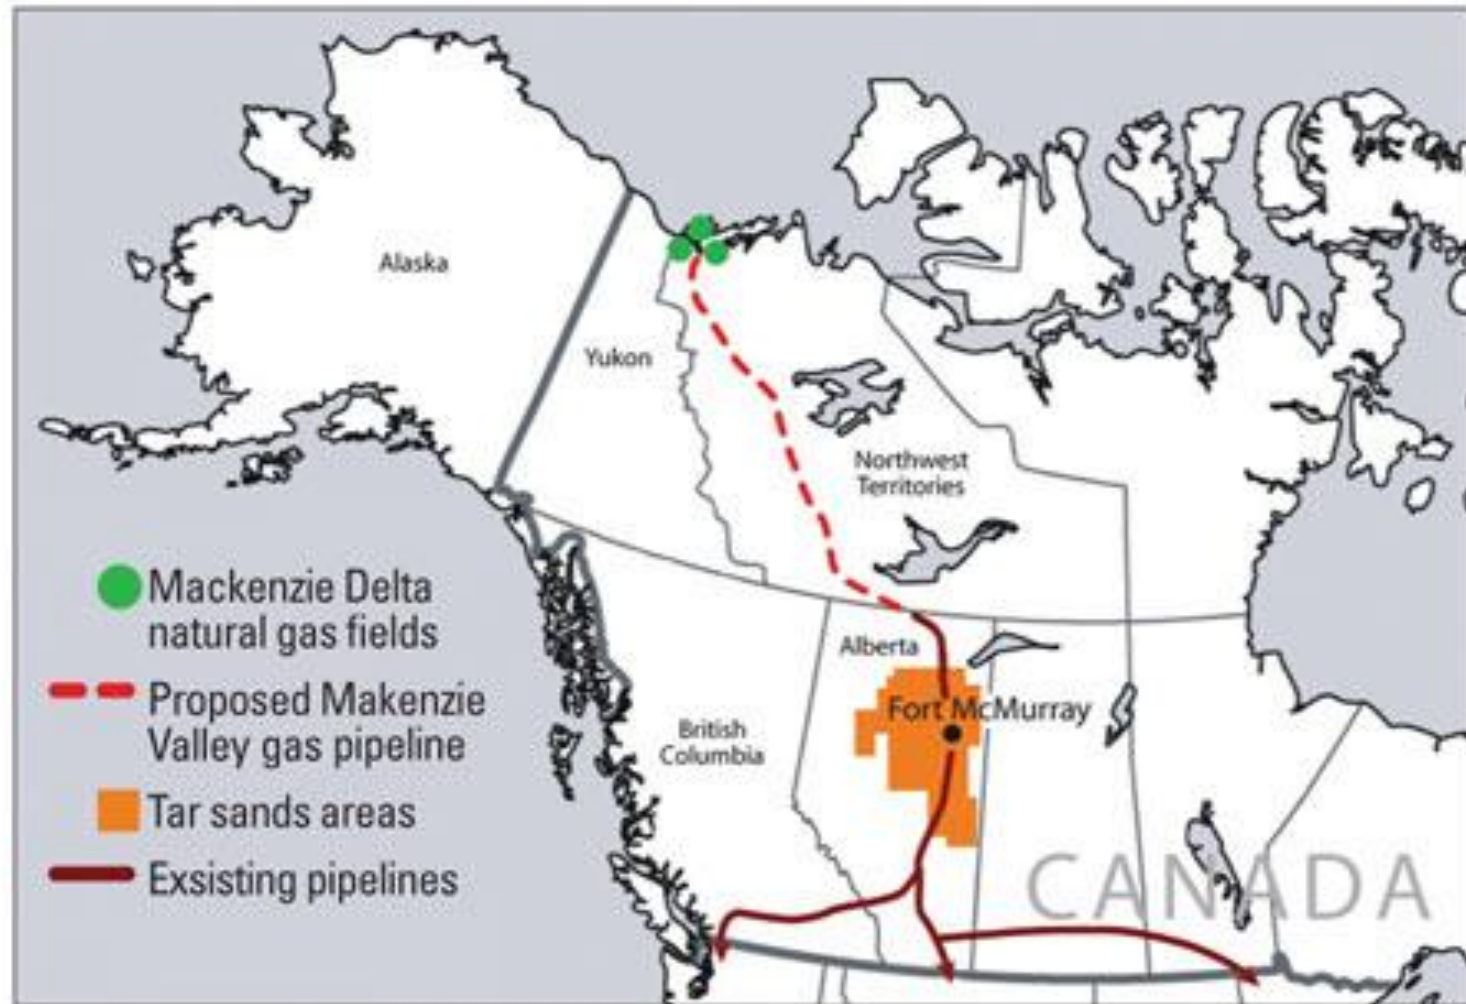 Alaska
Yukon
Northwest
Territories
Mackenzie Delta
natural gas fields
Proposed Makenzie
Valley gas pipeline
Tar sands areas
Exsisting pipelines
Alberta
Fort McMurray
British
Columbia
CANADA